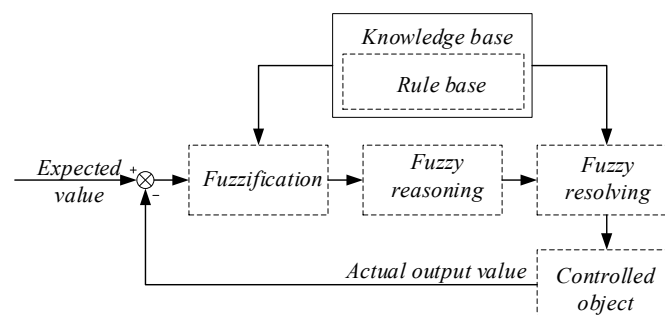 Knowledge base
Rule base
Expected
value
+
−
Fuzzification
Fuzzy
reasoning
Fuzzy
resolving
Actual output value
Controlled
object